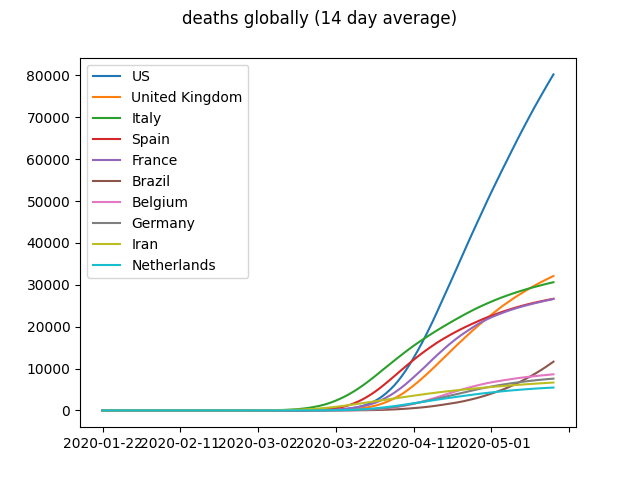 deaths globally (14 day average)
80000
70000
60000
50000
40000
30000
20000
10000
0
US
United Kingdom
Italy
Spain
France
Brazil
Belgium
Germany
Iran
Netherlands
2020-01-22 2020-02-11 2020-03-02 2020-03-22 2020-04-11 2020-05-01